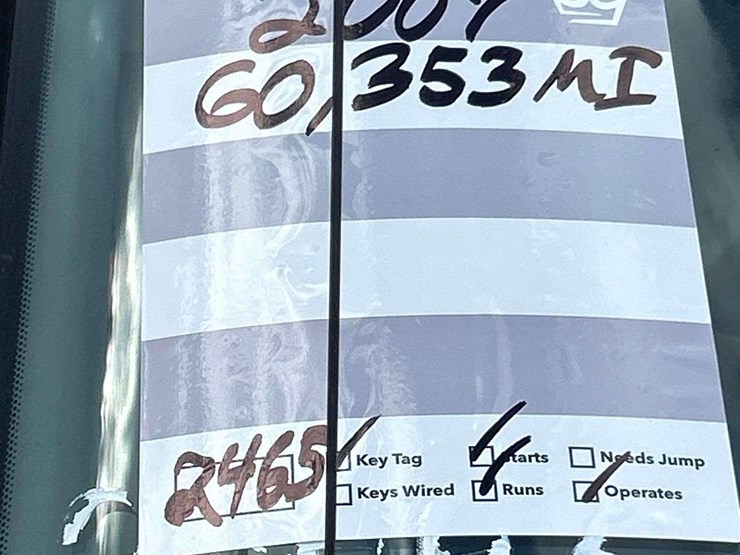 60,353 MI
2465 Key Tag Starts Needs Jump
Keys Wired Runs Operates